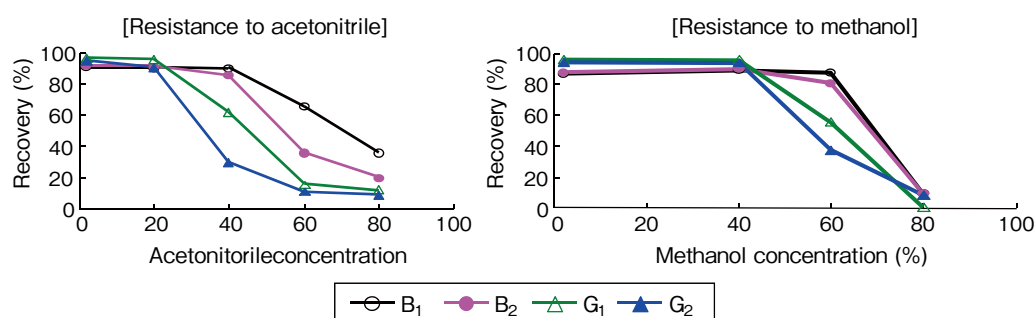 [Resistance to acetonitrile]
Recovery (%)
100
80
60
40
20
0
0 20 40 60 80 100
Acetonitorileconcentration
[Resistance to methanol]
Recovery (%)
100
80
60
40
20
0
0 20 40 60 80 100
Methanol concentration (%)
B₁ B₂ G₁ G₂